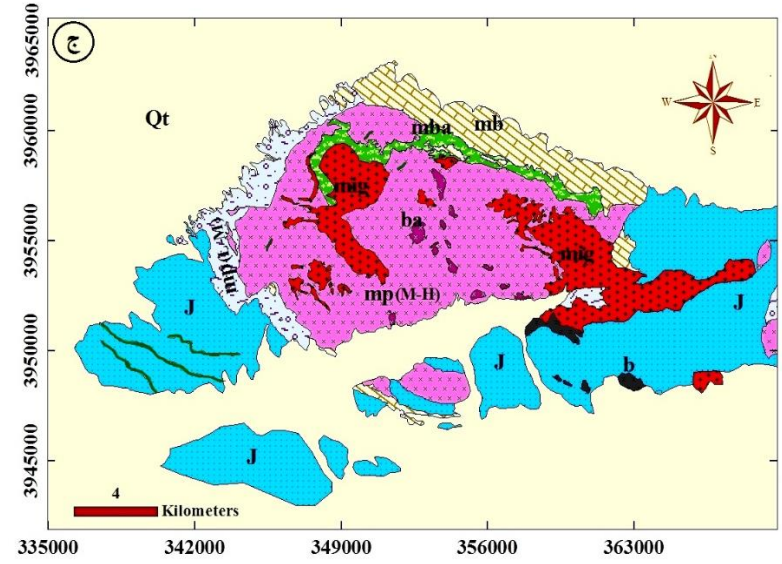 ج
3965000
3960000
3955000
3950000
3945000
Qt
mba
mb
N
W E
S
mig
ba
mpa (M)
mp(M-H)
mig
J
J
J
b
J
4
Kilometers
335000 342000 349000 356000 363000